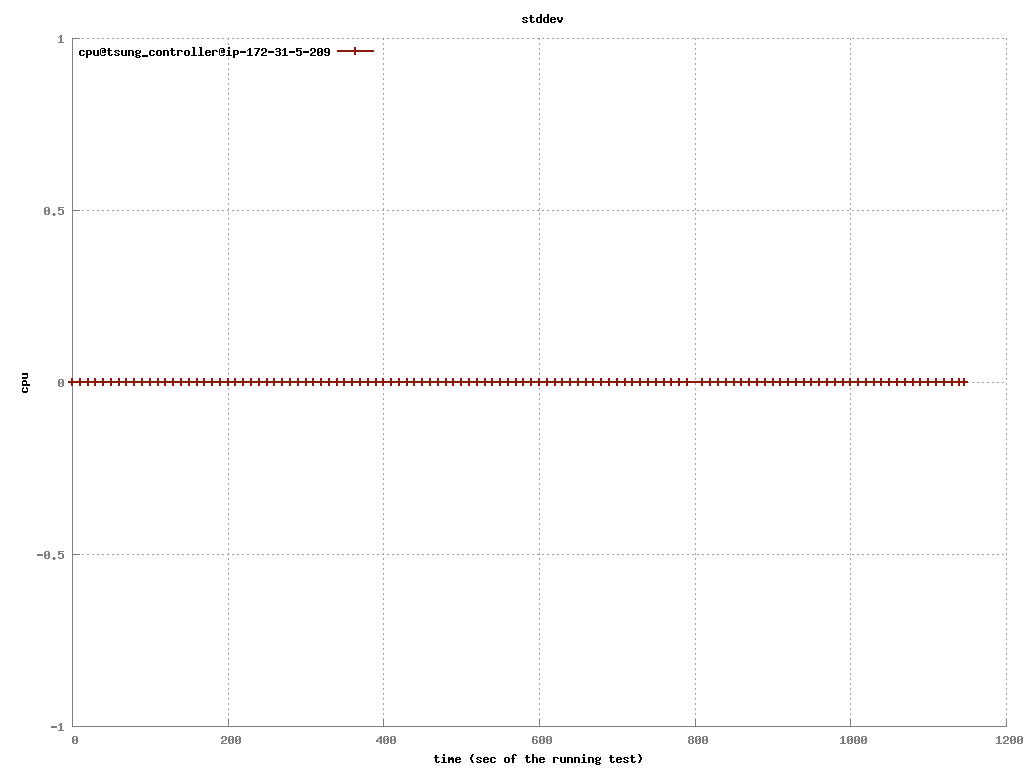 stddev
1
cpu@tsung_controller@ip-172-31-5-209
0.5
cpu
0
-0.5
-1
0 200 400 600 800 1000 1200
time (sec of the running test)